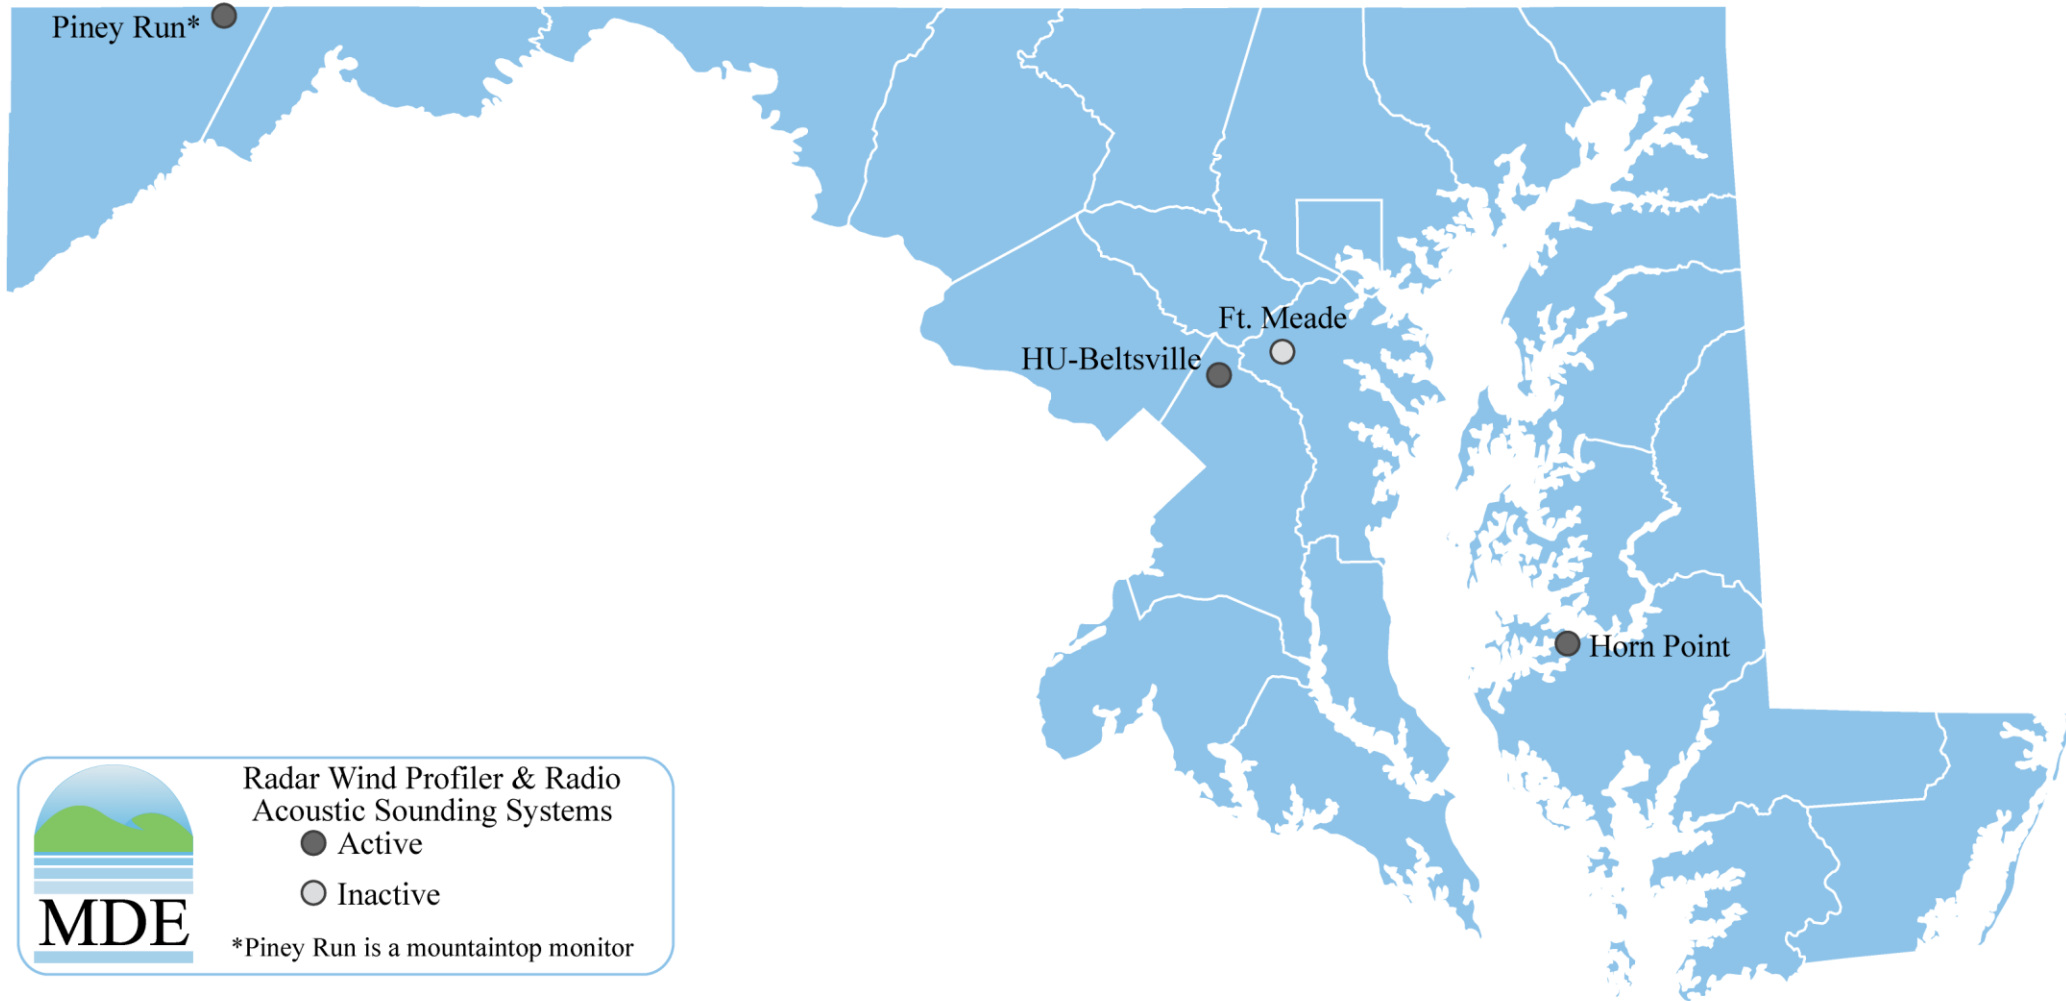 Piney Run*
Ft. Meade
HU-Beltsville
Horn Point
Radar Wind Profiler & Radio
Acoustic Sounding Systems
Active
Inactive
MDE
*Piney Run is a mountaintop monitor